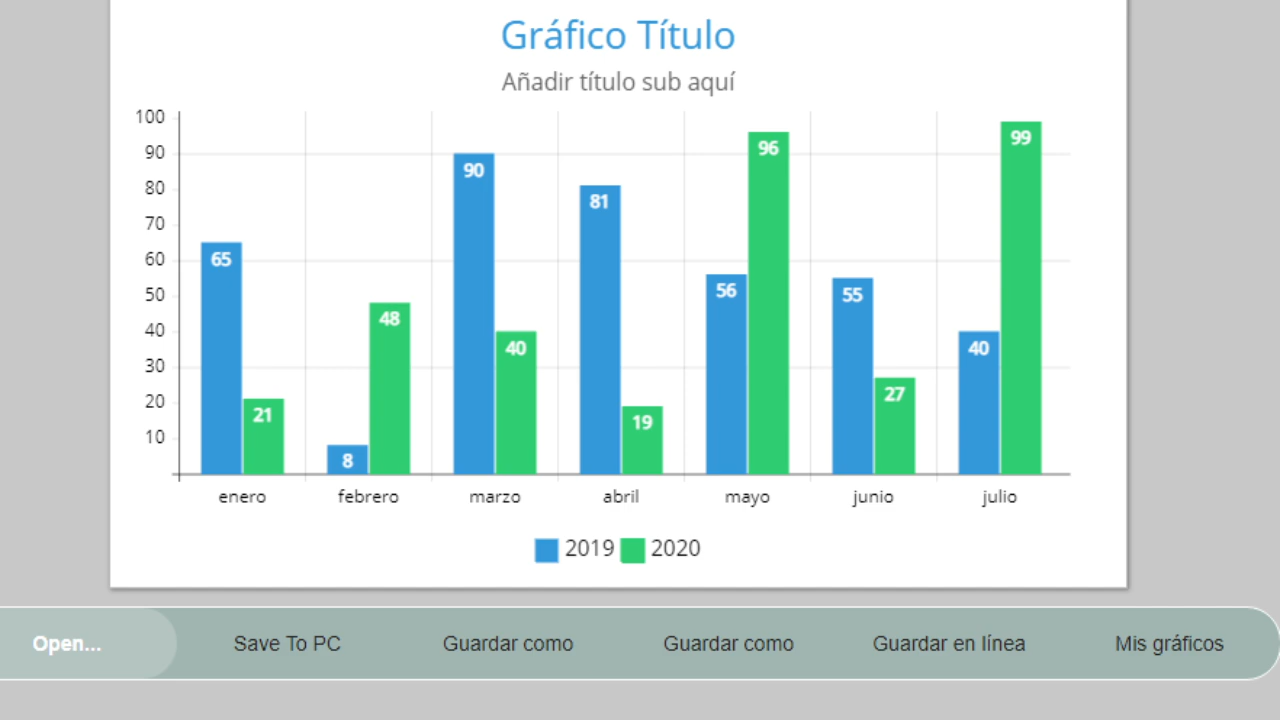 Gráfico Título
Añadir título sub aquí
100
90
80
70
60
50
40
30
20
10
65 21 8 48 90 40 81 19 56 96 55 27 40 99
enero febrero marzo abril mayo junio julio
2019 2020
Open... Save To PC Guardar como Guardar como Guardar en línea Mis gráficos